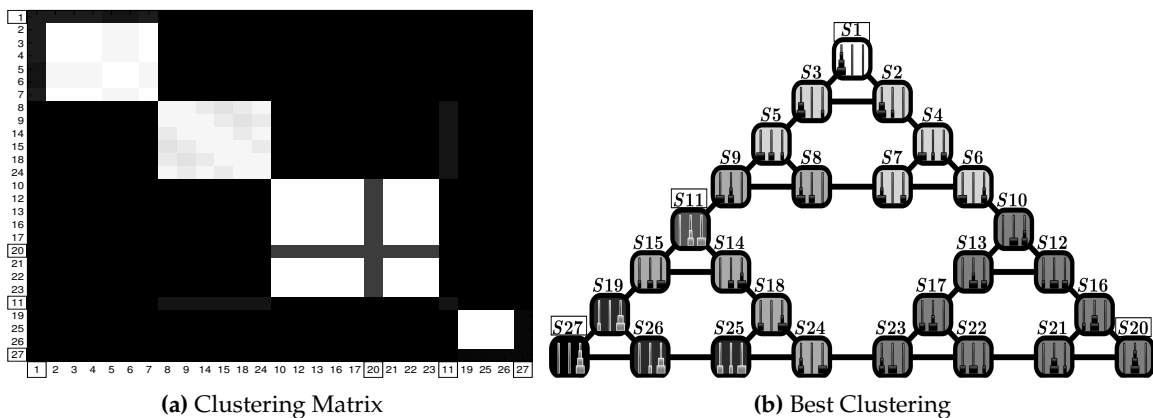 1
2
3
4
5
6
7
8
9
14
15
18
24
10
12
13
16
17
20
21
22
23
11
19
25
26
27
1 2 3 4 5 6 7 8 9 14 15 18 24 10 12 13 16 17 20 21 22 23 11 19 25 26 27
(a) Clustering Matrix
S1
S3 S2
S5 S4
S9 S8 S7 S6
S11 S10
S15 S14 S13 S12
S19 S18 S17 S16
S27 S26 S25 S24 S23 S22 S21 S20
(b) Best Clustering